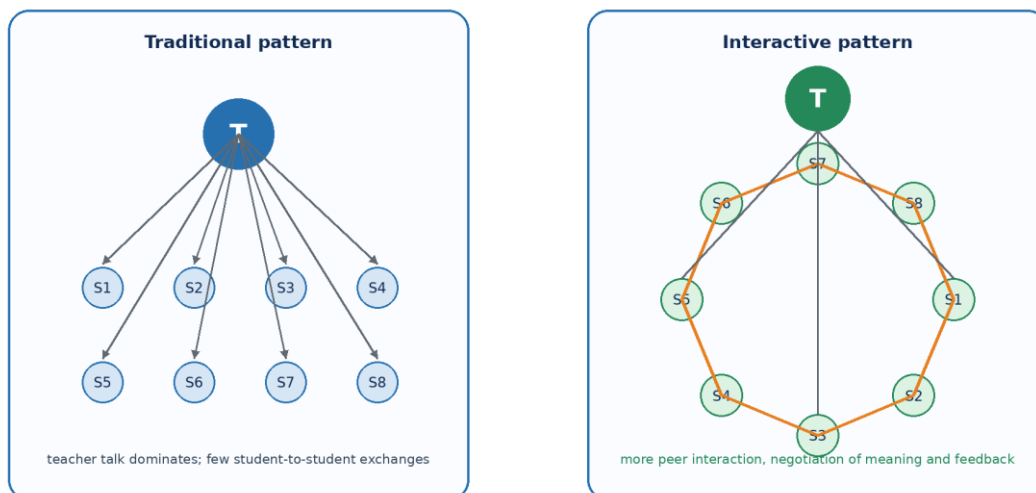 Traditional pattern
T
S1 S2 S3 S4
S5 S6 S7 S8
teacher talk dominates; few student-to-student exchanges
Interactive pattern
T
S7
S6 S8
S5 S1
S4 S2
S3
more peer interaction, negotiation of meaning and feedback